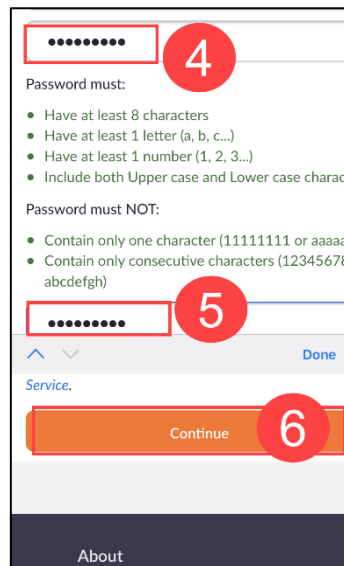 •••••••••
4
Password must:
• Have at least 8 characters
• Have at least 1 letter (a, b, c...)
• Have at least 1 number (1, 2, 3...)
• Include both Upper case and Lower case charac
Password must NOT:
• Contain only one character (11111111 or aaaaa
• Contain only consecutive characters (12345678
abcdefgh)
•••••••••
5
Done
Service.
Continue
6
About